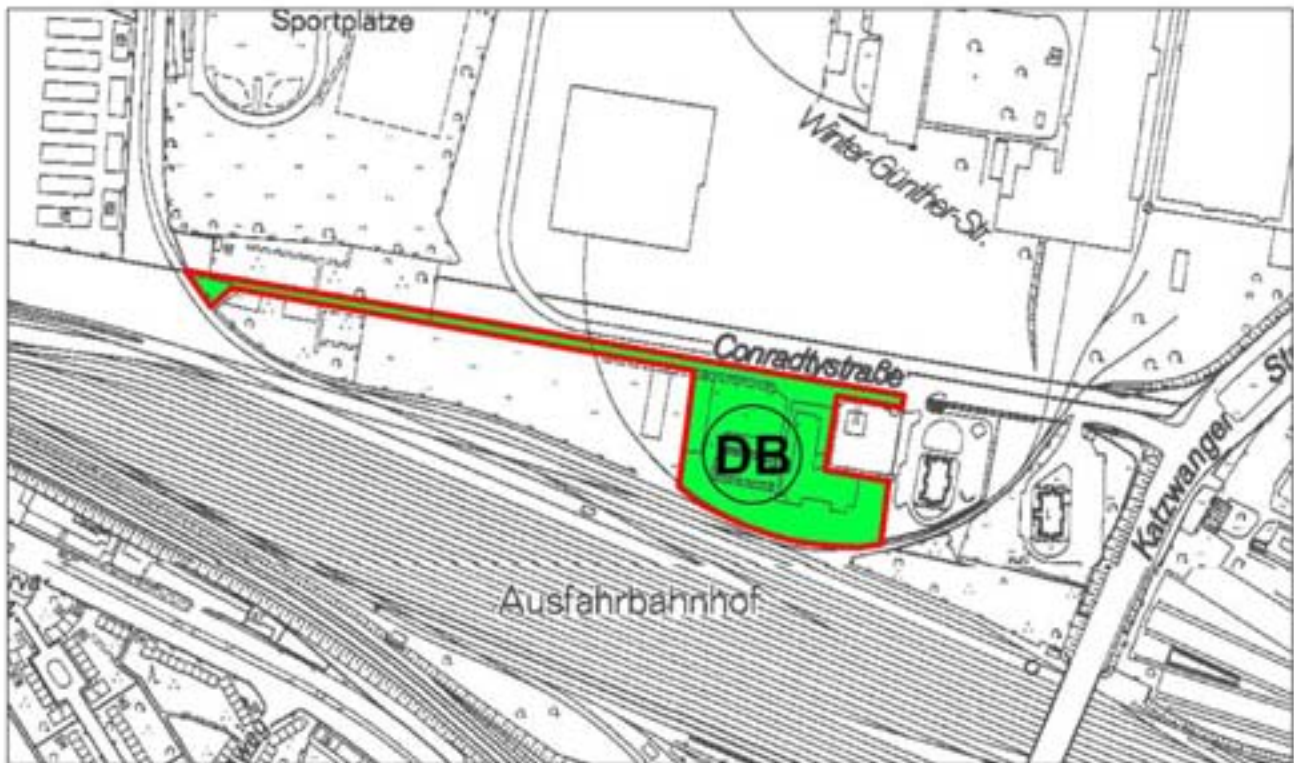 Sportplätze
Winter-Günther-Str.
Conradtystraße
DB
Katzwanger
Ausfahrbahnhof